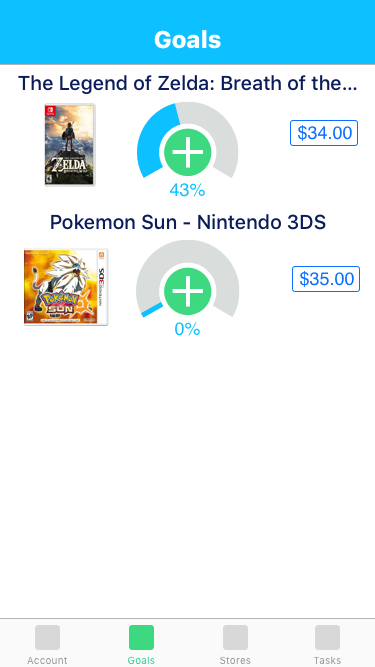 Goals
The Legend of Zelda: Breath of the...
ZELDA
43%
$34.00
Pokemon Sun - Nintendo 3DS
POKÉMON
SUN
3DS
0%
$35.00
Account
Goals
Stores
Tasks